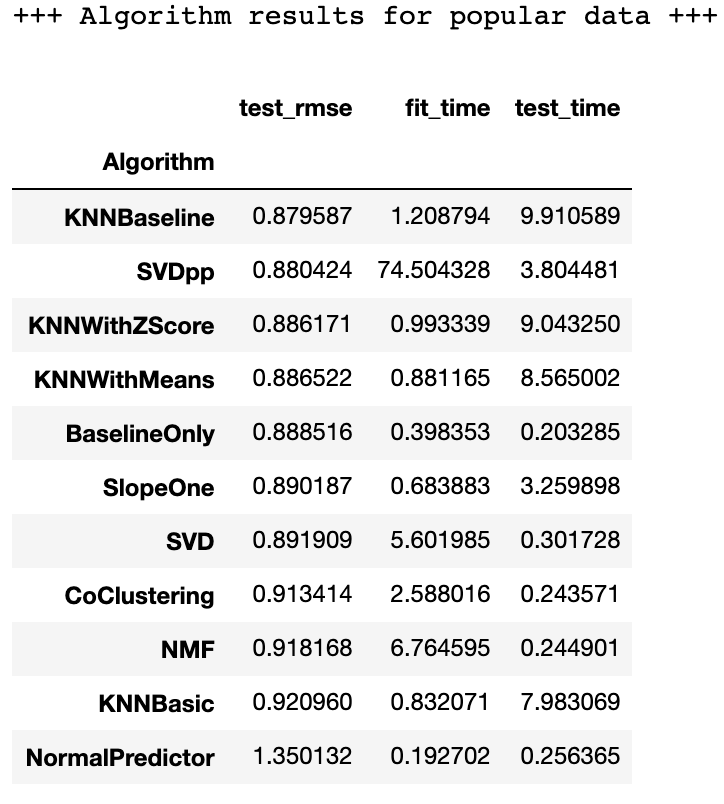 +++ Algorithm results for popular data +++
test_rmse fit_time test_time
Algorithm
KNNBaseline 0.879587 1.208794 9.910589
SVDpp 0.880424 74.504328 3.804481
KNNWithZScore 0.886171 0.993339 9.043250
KNNWithMeans 0.886522 0.881165 8.565002
BaselineOnly 0.888516 0.398353 0.203285
SlopeOne 0.890187 0.683883 3.259898
SVD 0.891909 5.601985 0.301728
CoClustering 0.913414 2.588016 0.243571
NMF 0.918168 6.764595 0.244901
KNNBasic 0.920960 0.832071 7.983069
NormalPredictor 1.350132 0.192702 0.256365